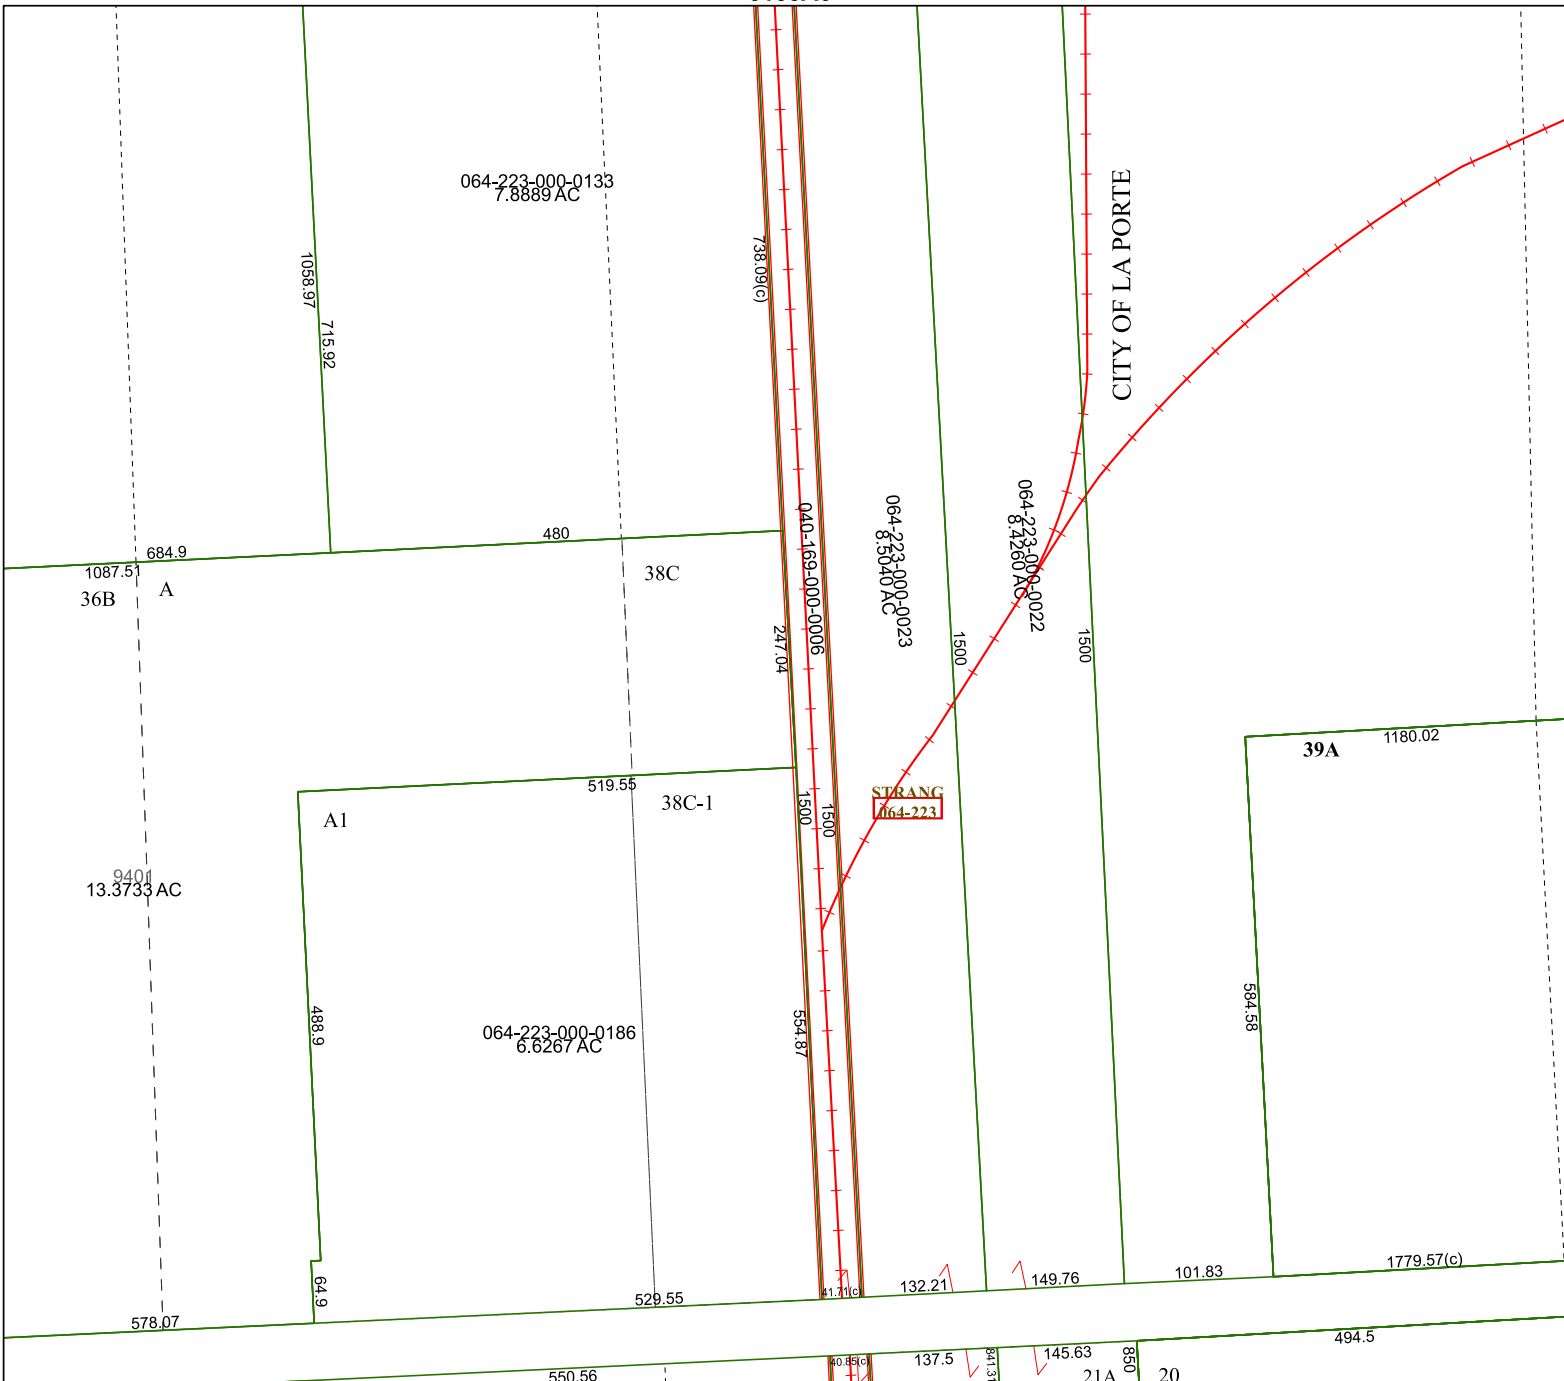 064-223-000-0133
7.8889 AC
738.09(c)
CITY OF LA PORTE
1058.97
715.92
480
684.9
1087.51
36B
A
38C
040-169-000-0006
064-223-000-0023
8.5040 AC
064-223-000-0022
8.4260 AC
247.04
1500
1500
39A
1180.02
519.55
38C-1
1500
1500
STRANG
064-223
A1
9401
13.3733 AC
488.9
064-223-000-0186
6.6267 AC
554.87
584.58
64.9
578.07
529.55
41.71(c)
132.21
149.76
101.83
1779.57(c)
550.56
40.85(c)
137.5
841.31
145.63
850
494.5
21A
20